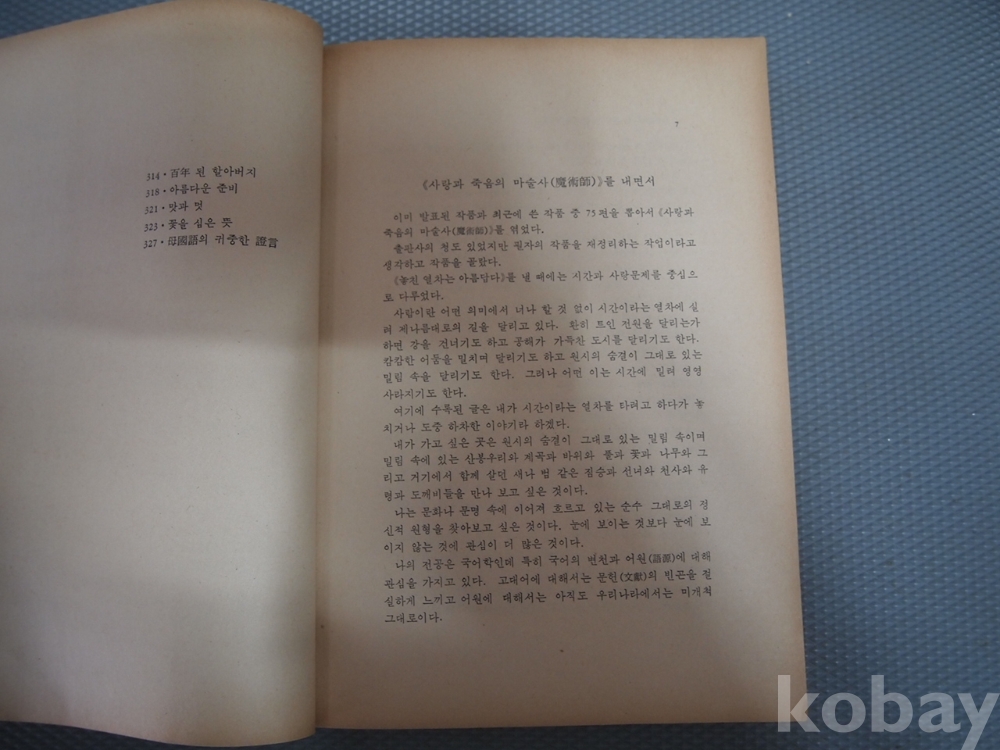 314 · 百年 된 할아버지
318 · 아름다운 준비
321 · 맛과 멋
323 · 꽃을 심은 뜻
327 · 母國語의 귀중한 證言
7
《사랑과 죽음의 마술사(魔術師)》를 내면서
이미 발표된 작품과 최근에 쓴 작품 중 75편을 뽑아서 《사랑과
죽음의 마술사(魔術師)》를 엮었다.
출판사의 청도 있었지만 필자의 작품을 재정리하는 작업이라고
생각하고 작품을 골랐다.
《놓친 열차는 아름답다》를 낼 때에는 시간과 사랑문제를 중심으
로 다루었다.
사람이란 어떤 의미에서 너나 할 것 없이 시간이라는 열차에 실
려 제나름대로의 길을 달리고 있다. 환히 트인 전원을 달리는가
하면 강을 건너기도 하고 공해가 가득찬 도시를 달리기도 한다.
캄캄한 어둠을 밀치며 달리기도 하고 원시의 숨결이 그대로 있는
밀림 속을 달리기도 한다. 그러나 어떤 이는 시간에 밀려 영영
사라지기도 한다.
여기에 수록된 글은 내가 시간이라는 열차를 타려고 하다가 놓
치거나 도중 하차한 이야기라 하겠다.
내가 가고 싶은 곳은 원시의 숨결이 그대로 있는 밀림 속이며
밀림 속에 있는 산봉우리와 계곡과 바위와 풀과 꽃과 나무와 그
리고 거기에서 함께 살던 새나 범 같은 짐승과 선녀와 천사와 유
령과 도깨비들을 만나 보고 싶은 것이다.
나는 문화나 문명 속에 이어져 흐르고 있는 순수 그대로의 정
신적 원형을 찾아보고 싶은 것이다. 눈에 보이는 것보다 눈에 보
이지 않는 것에 관심이 더 많은 것이다.
나의 전공은 국어학인데 특히 국어의 변천과 어원(語源)에 대해
관심을 가지고 있다. 고대어에 대해서는 문헌(文獻)의 빈곤을 절
실하게 느끼고 어원에 대해서는 아직도 우리나라에서는 미개척
그대로이다.
kobay